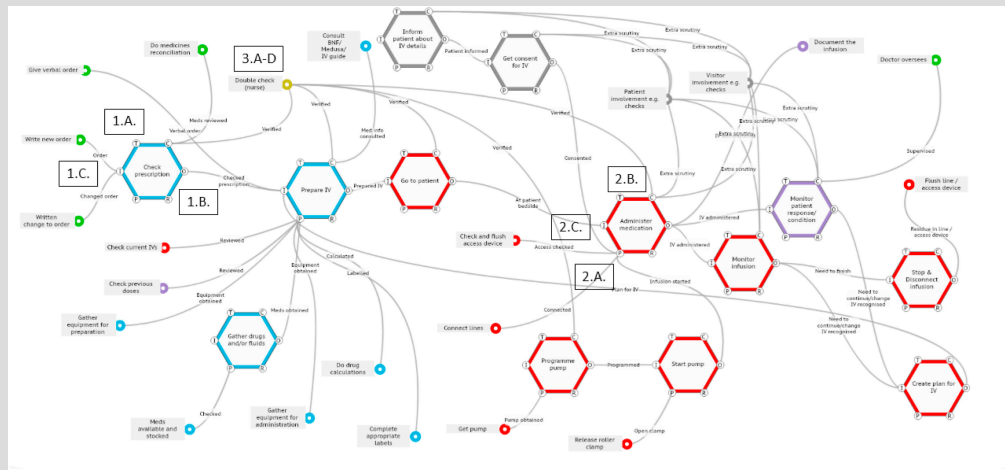 Inform
patient about
IV details
Consult
BNF/
Medusa/
IV guide
Do medicines
reconciliation
3.A-D
Double check
(nurse)
Give verbal order
Patient informed
Get consent
for IV
Extra scrutiny
Extra scrutiny
Extra scrutiny
Document the
infusion
Doctor oversees
Visitor
involvement e.g.
checks
Patient
involvement e.g.
checks
1.A.
Meds reviewed
Verbal order
Verified
Verified
Verified
Verified
Verified
Med info
consulted
Write new order
Order
Check
prescription
1.C.
Changed order
Written
change to order
1.B.
Checked
prescription
Prepare IV
Prepared IV
Go to patient
At patient
bedside
Consented
Extra scrutiny
Extra scrutiny
Extra scrutiny
Extra scrutiny
Extra scrutiny
Supervised
2.B.
2.C.
Administer
medication
IV administered
IV administered
Monitor
patient
response/
condition
Flush line /
access device
Residue in line /
access device
Check and flush
access device
Access checked
2.A.
Monitor
infusion
Need to finish
Stop &
Disconnect
infusion
Need to
continue/change
IV recognised
Need to
continue/change
IV recognised
Check current IVs
Reviewed
Check previous
doses
Reviewed
Calculated
Labelled
Equipment
obtained
Equipment
obtained
Plan for IV
Infusion started
Connected
Connect lines
Gather
equipment for
preparation
Meds obtained
Gather drugs
and/or fluids
Do drug
calculations
Programme
pump
Programmed
Start pump
Create plan for
IV
Checked
Meds
available and
stocked
Gather
equipment for
administration
Complete
appropriate
labels
Pump obtained
Get pump
Open clamp
Release roller
clamp